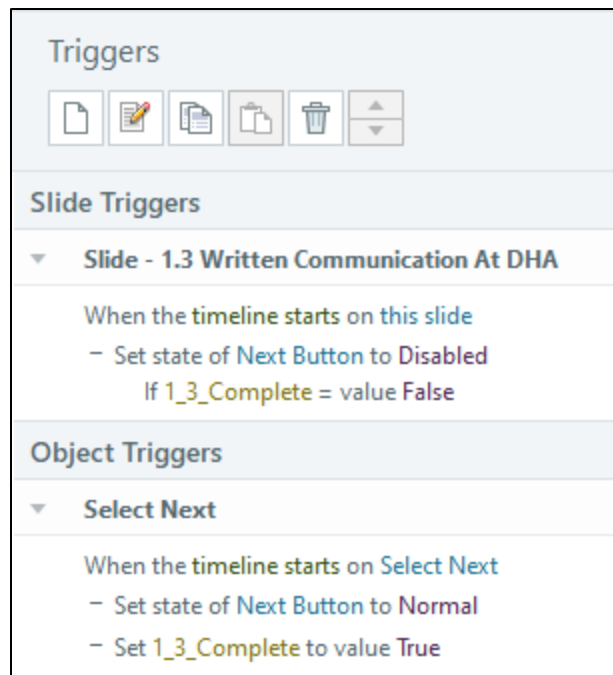 Triggers
Slide Triggers
Slide - 1.3 Written Communication At DHA
When the timeline starts on this slide
– Set state of Next Button to Disabled
If 1_3_Complete = value False
Object Triggers
Select Next
When the timeline starts on Select Next
– Set state of Next Button to Normal
– Set 1_3_Complete to value True